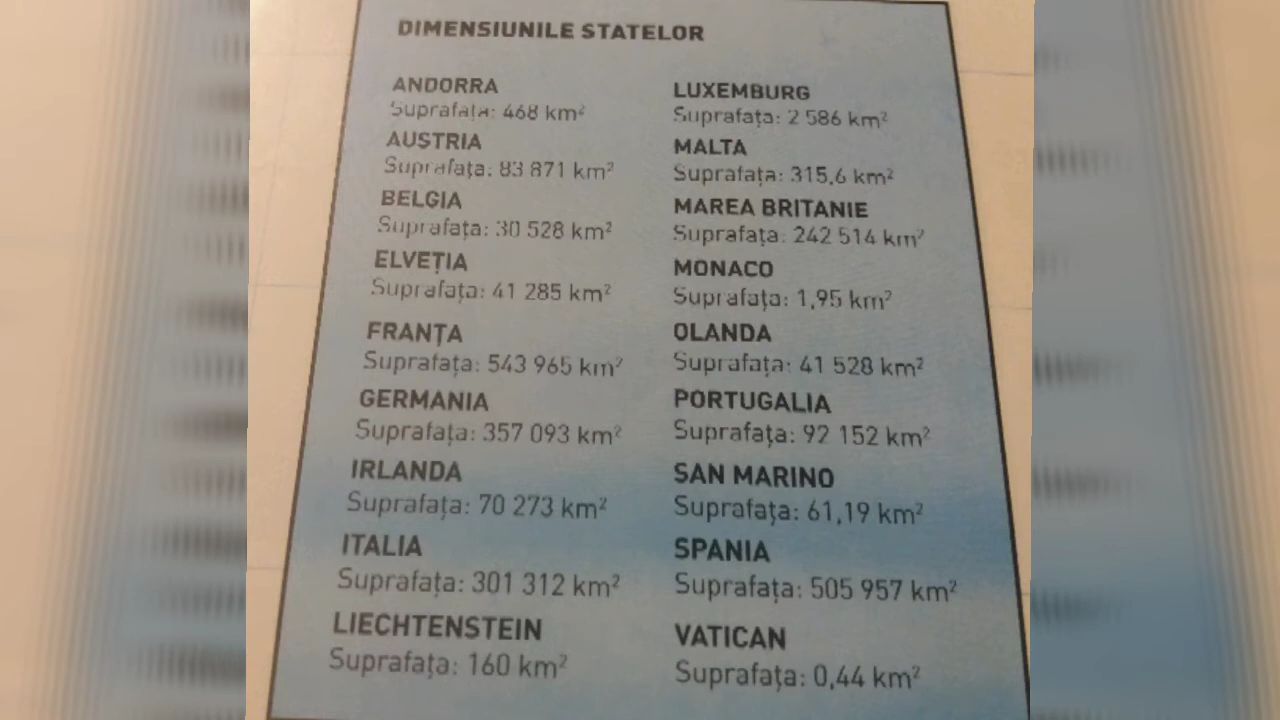 DIMENSIUNILE STATELOR
ANDORRA
Suprafața: 468 km²
AUSTRIA
Suprafața: 83 871 km²
BELGIA
Suprafața: 30 528 km²
ELVEȚIA
Suprafața: 41 285 km²
FRANȚA
Suprafața: 543 965 km²
GERMANIA
Suprafața: 357 093 km²
IRLANDA
Suprafața: 70 273 km²
ITALIA
Suprafața: 301 312 km²
LIECHTENSTEIN
Suprafața: 160 km²
LUXEMBURG
Suprafața: 2 586 km²
MALTA
Suprafața: 315,6 km²
MAREA BRITANIE
Suprafața: 242 514 km²
MONACO
Suprafața: 1,95 km²
OLANDA
Suprafața: 41 528 km²
PORTUGALIA
Suprafața: 92 152 km²
SAN MARINO
Suprafața: 61,19 km²
SPANIA
Suprafața: 505 957 km²
VATICAN
Suprafața: 0,44 km²